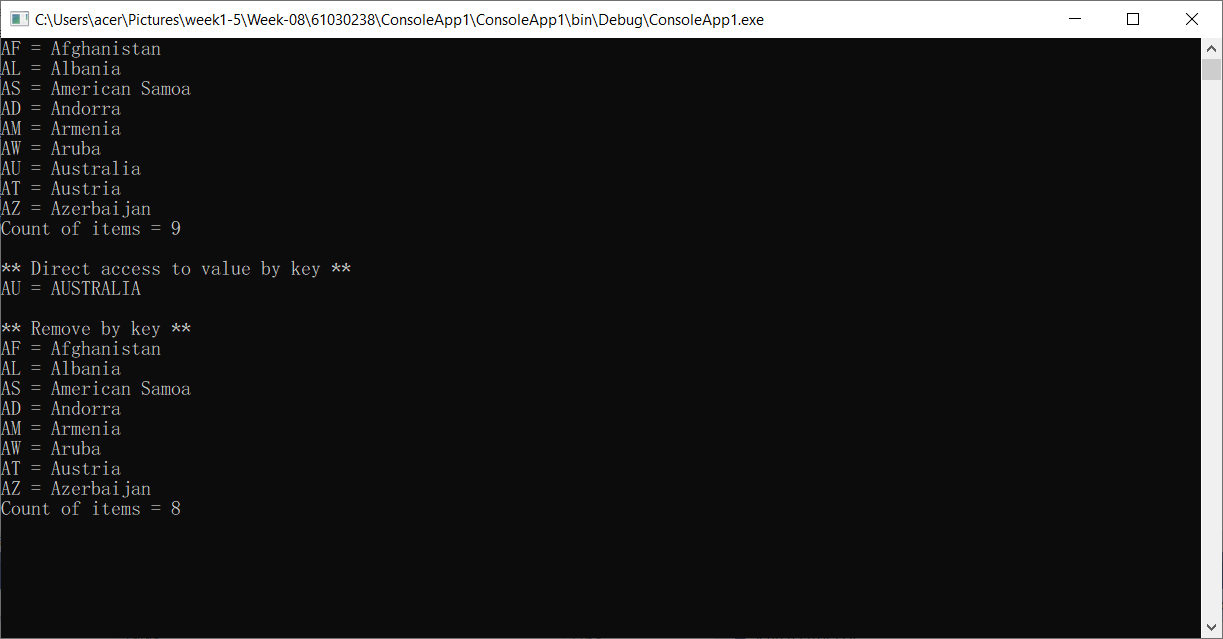 C:\Users\acer\Pictures\week1-5\Week-08\61030238\ConsoleApp1\ConsoleApp1\bin\Debug\ConsoleApp1.exe
AF = Afghanistan
AL = Albania
AS = American Samoa
AD = Andorra
AM = Armenia
AW = Aruba
AU = Australia
AT = Austria
AZ = Azerbaijan
Count of items = 9
** Direct access to value by key **
AU = AUSTRALIA
** Remove by key **
AF = Afghanistan
AL = Albania
AS = American Samoa
AD = Andorra
AM = Armenia
AW = Aruba
AT = Austria
AZ = Azerbaijan
Count of items = 8